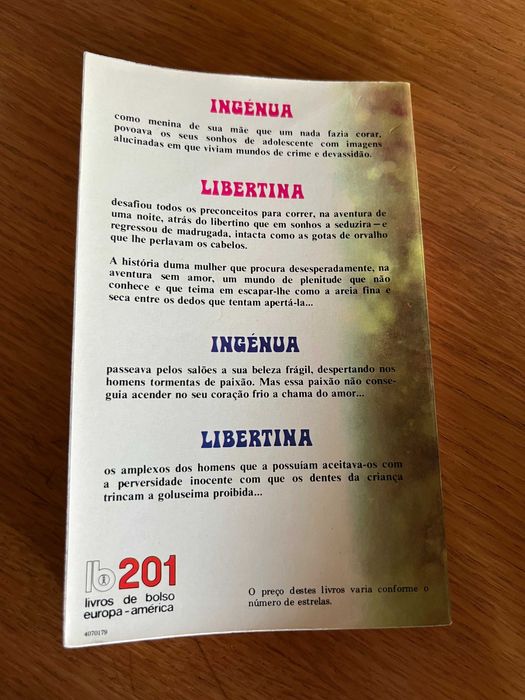 INGÉNUA
como menina de sua mãe que um nada fazia corar,
povoava os seus sonhos de adolescente com imagens
alucinadas em que viviam mundos de crime e devassidão.
LIBERTINA
desafiou todos os preconceitos para correr, na aventura de
uma noite, atrás do libertino que em sonhos a seduzira — e
regressou de madrugada, intacta como as gotas de orvalho
que lhe perlavam os cabelos.
A história duma mulher que procura desesperadamente, na
aventura sem amor, um mundo de plenitude que não
conhece e que teima em escapar-lhe como a areia fina e
seca entre os dedos que tentam apertá-la...
INGÉNUA
passeava pelos salões a sua beleza frágil, despertando nos
homens tormentas de paixão. Mas essa paixão não conse-
guia acender no seu coração frio a chama do amor...
LIBERTINA
os amplexos dos homens que a possuíam aceitava-os com
a perversidade inocente com que os dentes da criança
trincam a guloseima proibida...
lb 201
livros de bolso
europa-américa
4070179
O preço destes livros varia conforme o
número de estrelas.